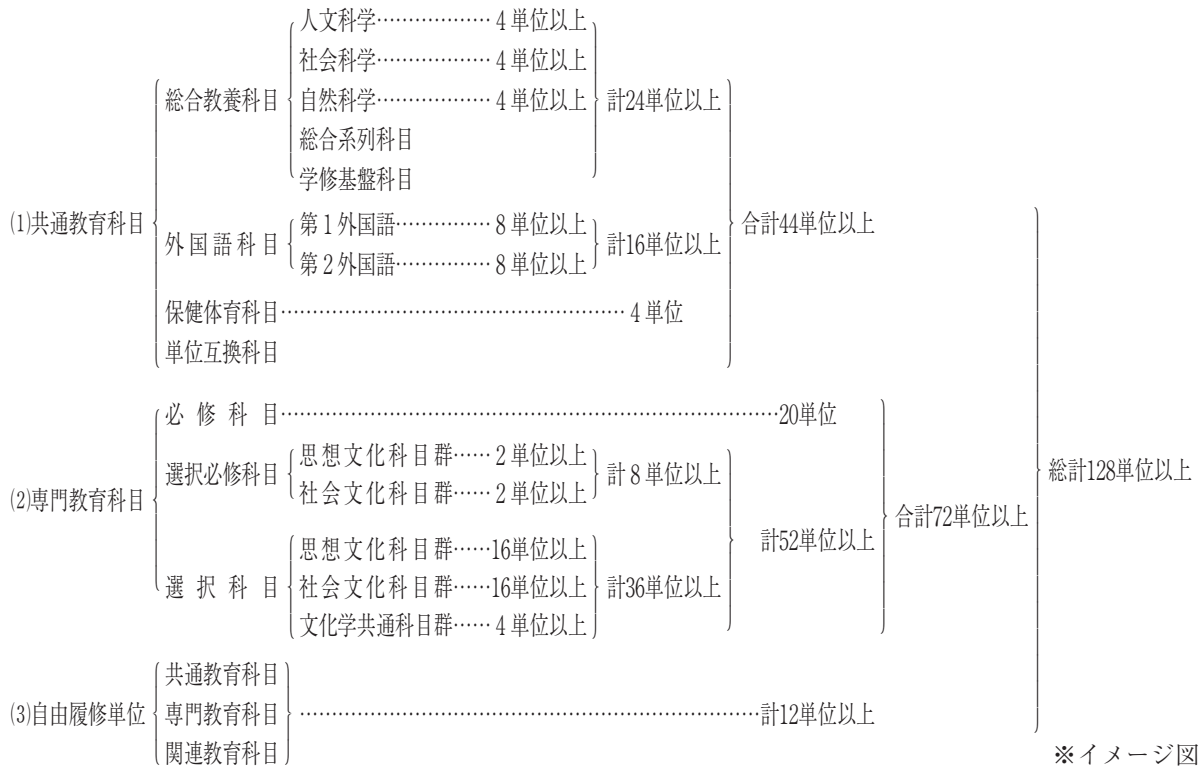 人文科学………………4単位以上
社会科学………………4単位以上
総合教養科目 自然科学………………4単位以上 計24単位以上
総合系列科目
学修基盤科目
(1)共通教育科目 合計44単位以上
外国語科目 第1外国語……………8単位以上 計16単位以上
第2外国語……………8単位以上
保健体育科目………………………………………………4単位
単位互換科目
必修科目……………………………………………………………………20単位
選択必修科目 思想文化科目群……2単位以上 計8単位以上
社会文化科目群……2単位以上
(2)専門教育科目 計52単位以上 合計72単位以上 総計128単位以上
思想文化科目群……16単位以上
選択科目 社会文化科目群……16単位以上 計36単位以上
文化学共通科目群……4単位以上
共通教育科目
(3)自由履修単位 専門教育科目………………………………………………………………計12単位以上
関連教育科目
※イメージ図